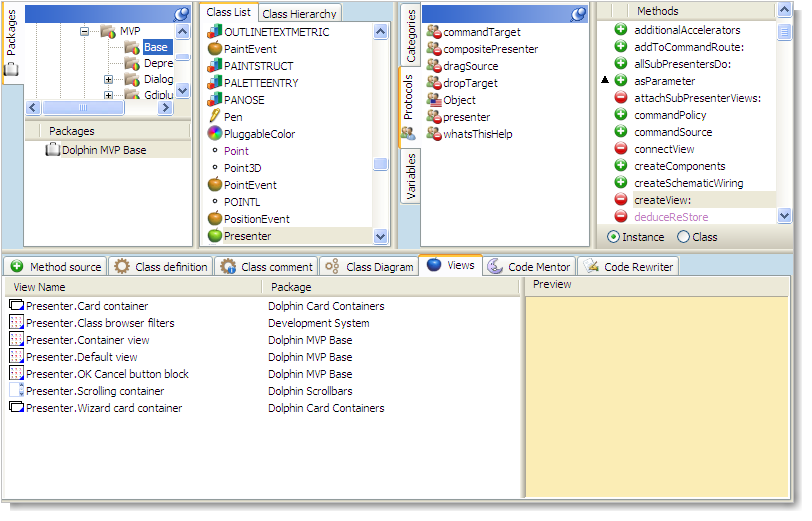 Packages
MVP
Base
Depre
Dialog
Gdiplu
Packages
Dolphin MVP Base
Class List
Class Hierarchy
OUTLINETEXTMETRIC
PaintEvent
PAINTSTRUCT
PALETTEENTRY
PANOSE
Pen
PluggableColor
Point
Point3D
PointEvent
POINTL
PositionEvent
Presenter
Categories
Protocols
Variables
commandTarget
compositePresenter
dragSource
dropTarget
Object
presenter
whatsThisHelp
Methods
additionalAccelerators
addToCommandRoute:
allSubPresentersDo:
asParameter
attachSubPresenterViews:
commandPolicy
commandSource
connectView
createComponents
createSchematicWiring
createView:
deduceReStore
Instance
Class
Method source
Class definition
Class comment
Class Diagram
Views
Code Mentor
Code Rewriter
View Name
Package
Preview
Presenter.Card container
Dolphin Card Containers
Presenter.Class browser filters
Development System
Presenter.Container view
Dolphin MVP Base
Presenter.Default view
Dolphin MVP Base
Presenter.OK Cancel button block
Dolphin MVP Base
Presenter.Scrolling container
Dolphin Scrollbars
Presenter.Wizard card container
Dolphin Card Containers